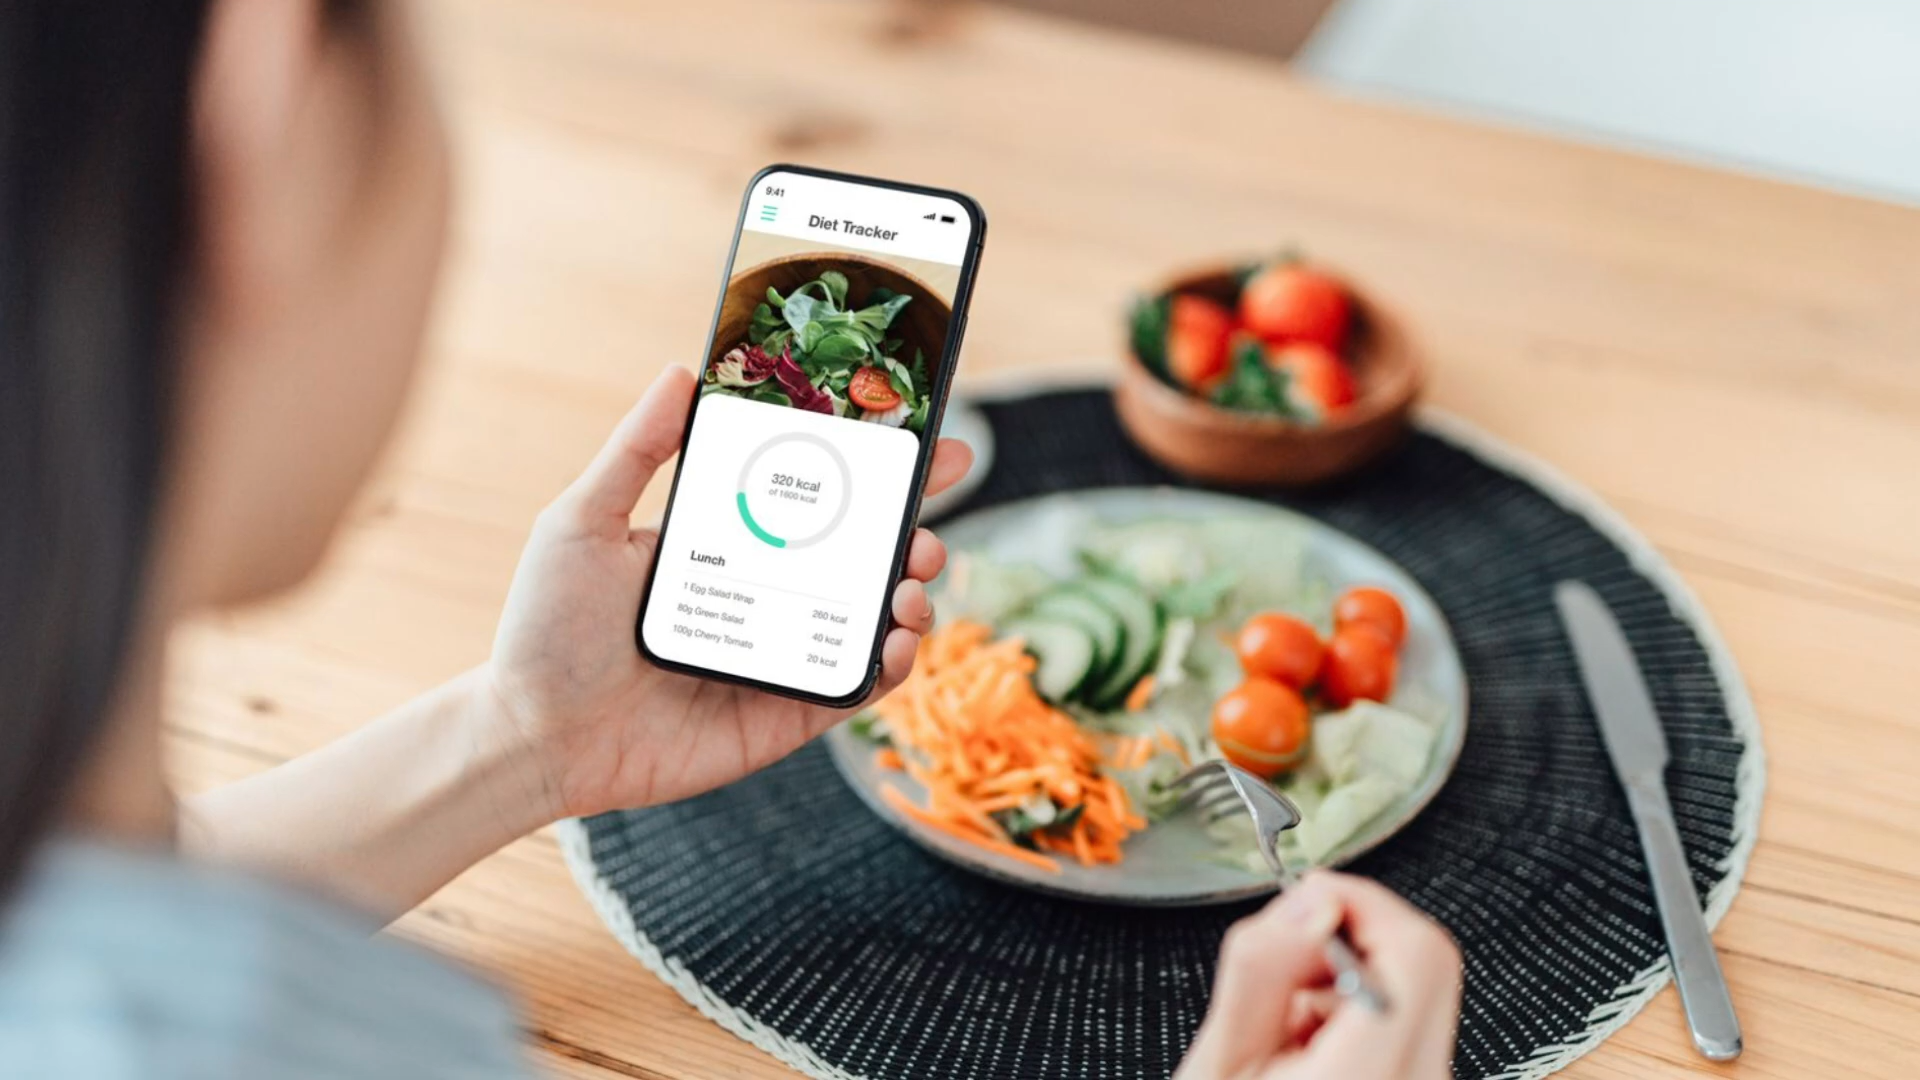 9:41
Diet Tracker
320 kcal
of 1600 kcal
Lunch
1 Egg Salad Wrap 260 kcal
80g Green Salad 40 kcal
100g Cherry Tomato 20 kcal